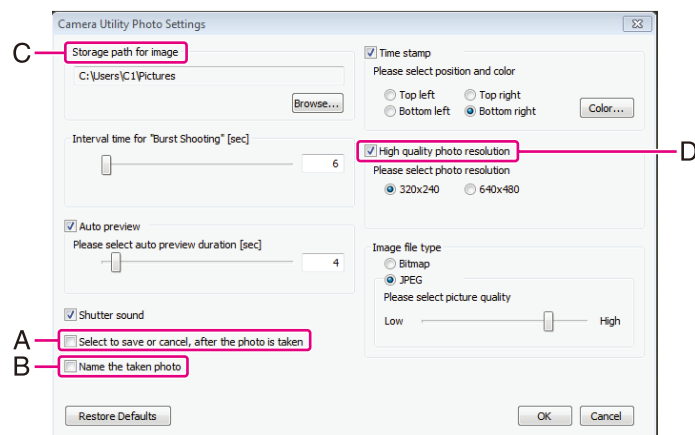 Camera Utility Photo Settings
C
Storage path for image
C:\Users\C1\Pictures
Browse...
Interval time for "Burst Shooting" [sec]
6
Auto preview
Please select auto preview duration [sec]
4
Shutter sound
A
Select to save or cancel, after the photo is taken
B
Name the taken photo
Restore Defaults
Time stamp
Please select position and color
Top left Top right
Bottom left Bottom right Color...
High quality photo resolution
D
Please select photo resolution
320x240 640x480
Image file type
Bitmap
JPEG
Please select picture quality
Low High
OK Cancel